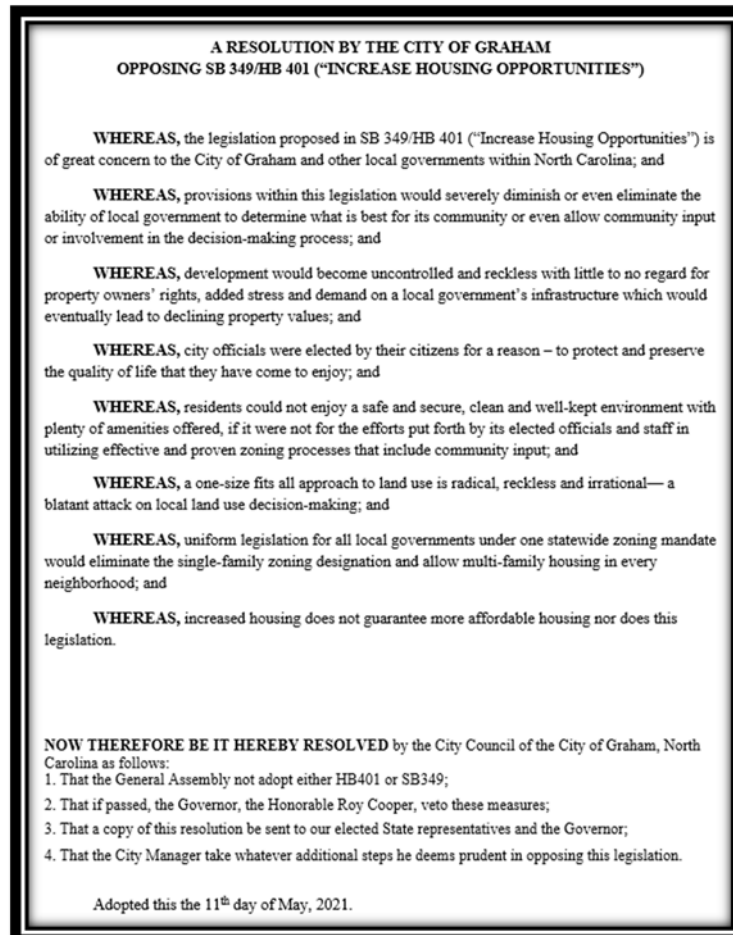 A RESOLUTION BY THE CITY OF GRAHAM
OPPOSING SB 349/HB 401 (“INCREASE HOUSING OPPORTUNITIES”)
WHEREAS, the legislation proposed in SB 349/HB 401 (“Increase Housing Opportunities”) is
of great concern to the City of Graham and other local governments within North Carolina; and
WHEREAS, provisions within this legislation would severely diminish or even eliminate the
ability of local government to determine what is best for its community or even allow community input
or involvement in the decision-making process; and
WHEREAS, development would become uncontrolled and reckless with little to no regard for
property owners’ rights, added stress and demand on a local government’s infrastructure which would
eventually lead to declining property values; and
WHEREAS, city officials were elected by their citizens for a reason – to protect and preserve
the quality of life that they have come to enjoy; and
WHEREAS, residents could not enjoy a safe and secure, clean and well-kept environment with
plenty of amenities offered, if it were not for the efforts put forth by its elected officials and staff in
utilizing effective and proven zoning processes that include community input; and
WHEREAS, a one-size fits all approach to land use is radical, reckless and irrational— a
blatant attack on local land use decision-making; and
WHEREAS, uniform legislation for all local governments under one statewide zoning mandate
would eliminate the single-family zoning designation and allow multi-family housing in every
neighborhood; and
WHEREAS, increased housing does not guarantee more affordable housing nor does this
legislation.
NOW THEREFORE BE IT HEREBY RESOLVED by the City Council of the City of Graham, North
Carolina as follows:
1. That the General Assembly not adopt either HB401 or SB349;
2. That if passed, the Governor, the Honorable Roy Cooper, veto these measures;
3. That a copy of this resolution be sent to our elected State representatives and the Governor;
4. That the City Manager take whatever additional steps he deems prudent in opposing this legislation.
Adopted this the 11th day of May, 2021.